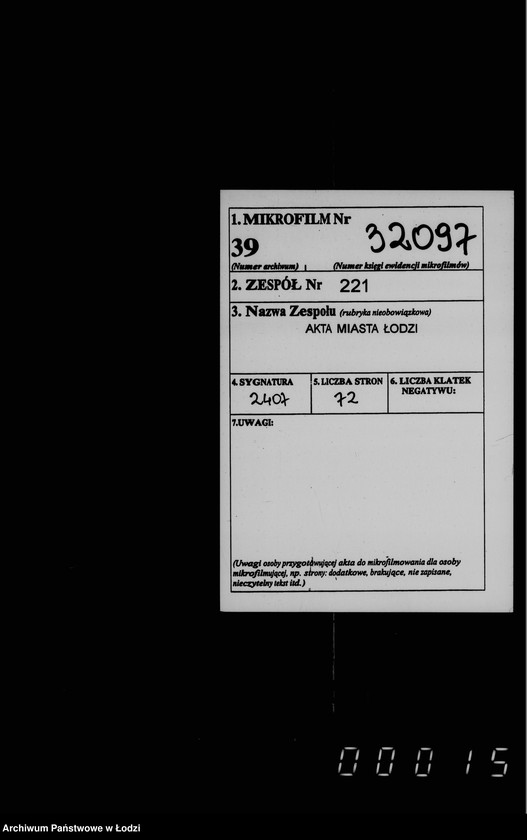 1. MIKROFILM Nr
39 32097
(Numer archiwum) (Numer księgi ewidencji mikrofilmów)
2. ZESPÓŁ Nr 221
3. Nazwa Zespołu (rubryka nieobowiązkowa)
AKTA MIASTA ŁODZI
4. SYGNATURA 5. LICZBA STRON 6. LICZBA KLATEK
NEGATYWU:
2407 72
7.UWAGI:
(Uwagi osoby przygotowującej akta do mikrofilmowania dla osoby
mikrofilmującej, np. strony: dodatkowe, brakujące, nie zapisane,
nieczytelny tekst itd.)
00015
Archiwum Państwowe w Łodzi